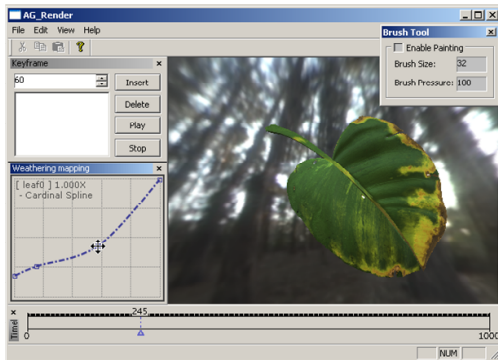 AG_Render
File Edit View Help
Brush Tool
Enable Painting
Brush Size: 32
Brush Pressure: 100
Keyframe
60
Insert
Delete
Play
Stop
Weathering mapping
[ leaf0 ] 1.000X
- Cardinal Spline
245
Time
0
1000
NUM